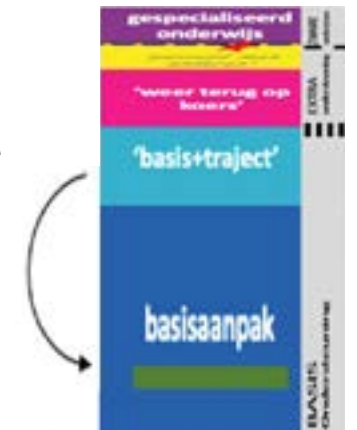 gespecialiseerd
onderwijs
'weer terug op
koers'
'basis+traject'
basisaanpak
EXTRA
BASIS
Ondersteuning